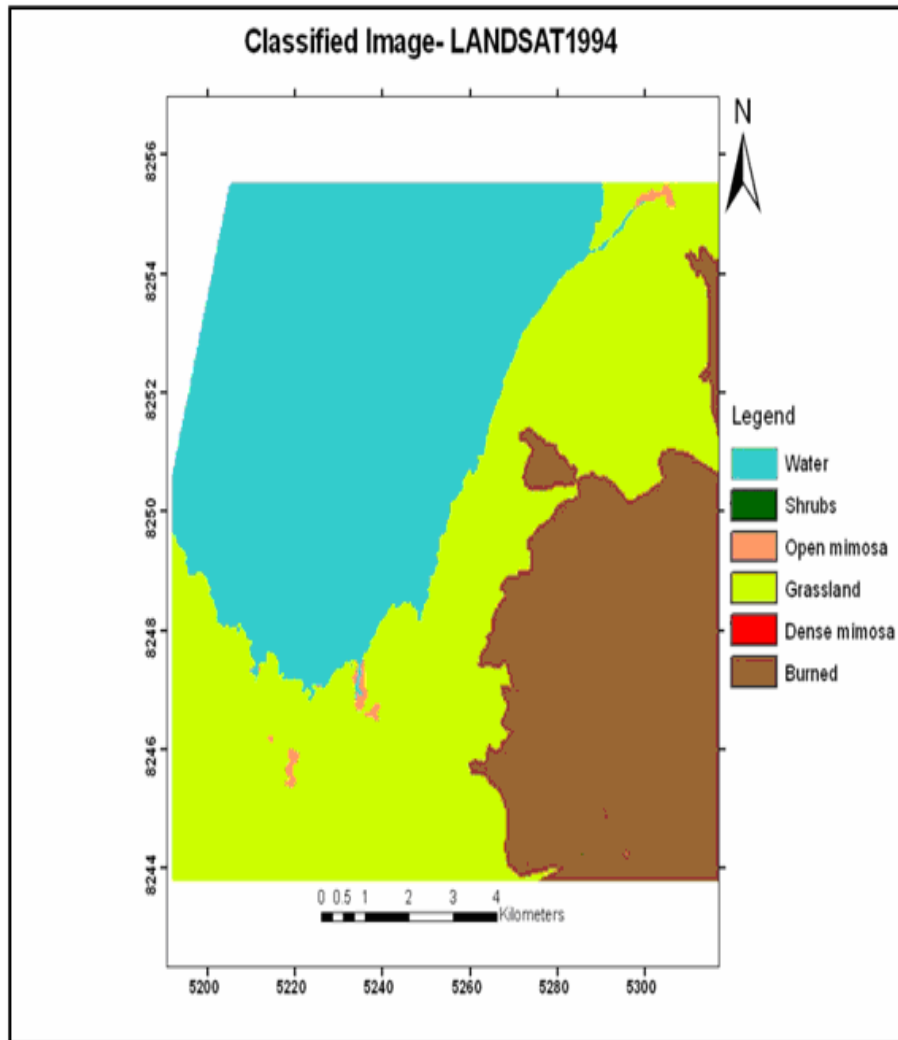 Classified Image- LANDSAT1994
N
8256
8254
8252
8250
8248
8246
8244
Legend
Water
Shrubs
Open mimosa
Grassland
Dense mimosa
Burned
0 0.5 1 2 3 4
Kilometers
5200 5220 5240 5260 5280 5300